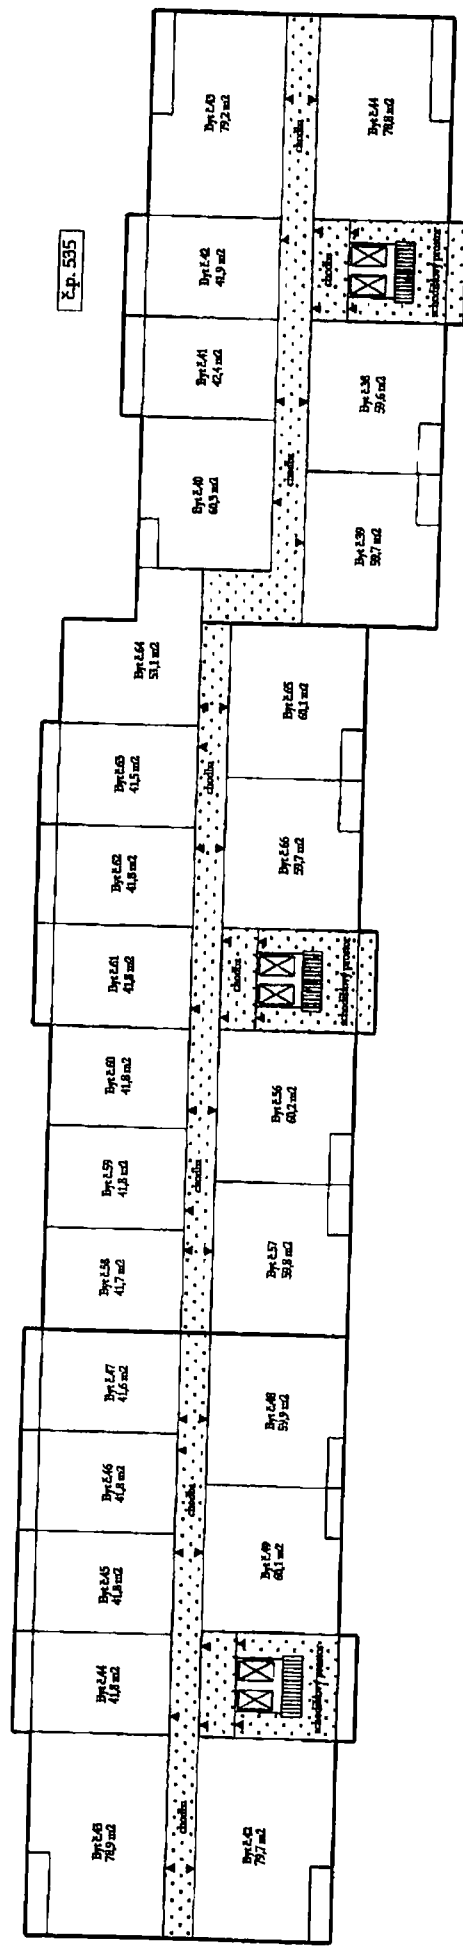 Byt č.43
79,2 m2
chodba
Byt č.44
78,8 m2
č.p. 535
Byt č.42
41,9 m2
chodba
schodišťový prostor
Byt č.41
42,4 m2
Byt č.38
59,6 m2
Byt č.40
60,3 m2
chodba
Byt č.39
59,7 m2
Byt č.64
53,1 m2
Byt č.65
60,1 m2
Byt č.63
41,5 m2
chodba
Byt č.62
41,8 m2
Byt č.66
59,7 m2
Byt č.61
41,8 m2
chodba
schodišťový prostor
Byt č.60
41,8 m2
Byt č.56
60,2 m2
Byt č.59
41,8 m2
chodba
Byt č.58
41,7 m2
Byt č.57
59,8 m2
Byt č.47
41,6 m2
Byt č.48
59,9 m2
Byt č.46
41,8 m2
chodba
Byt č.45
41,8 m2
Byt č.49
60,1 m2
Byt č.44
41,8 m2
schodišťový prostor
Byt č.43
78,9 m2
chodba
Byt č.42
79,7 m2